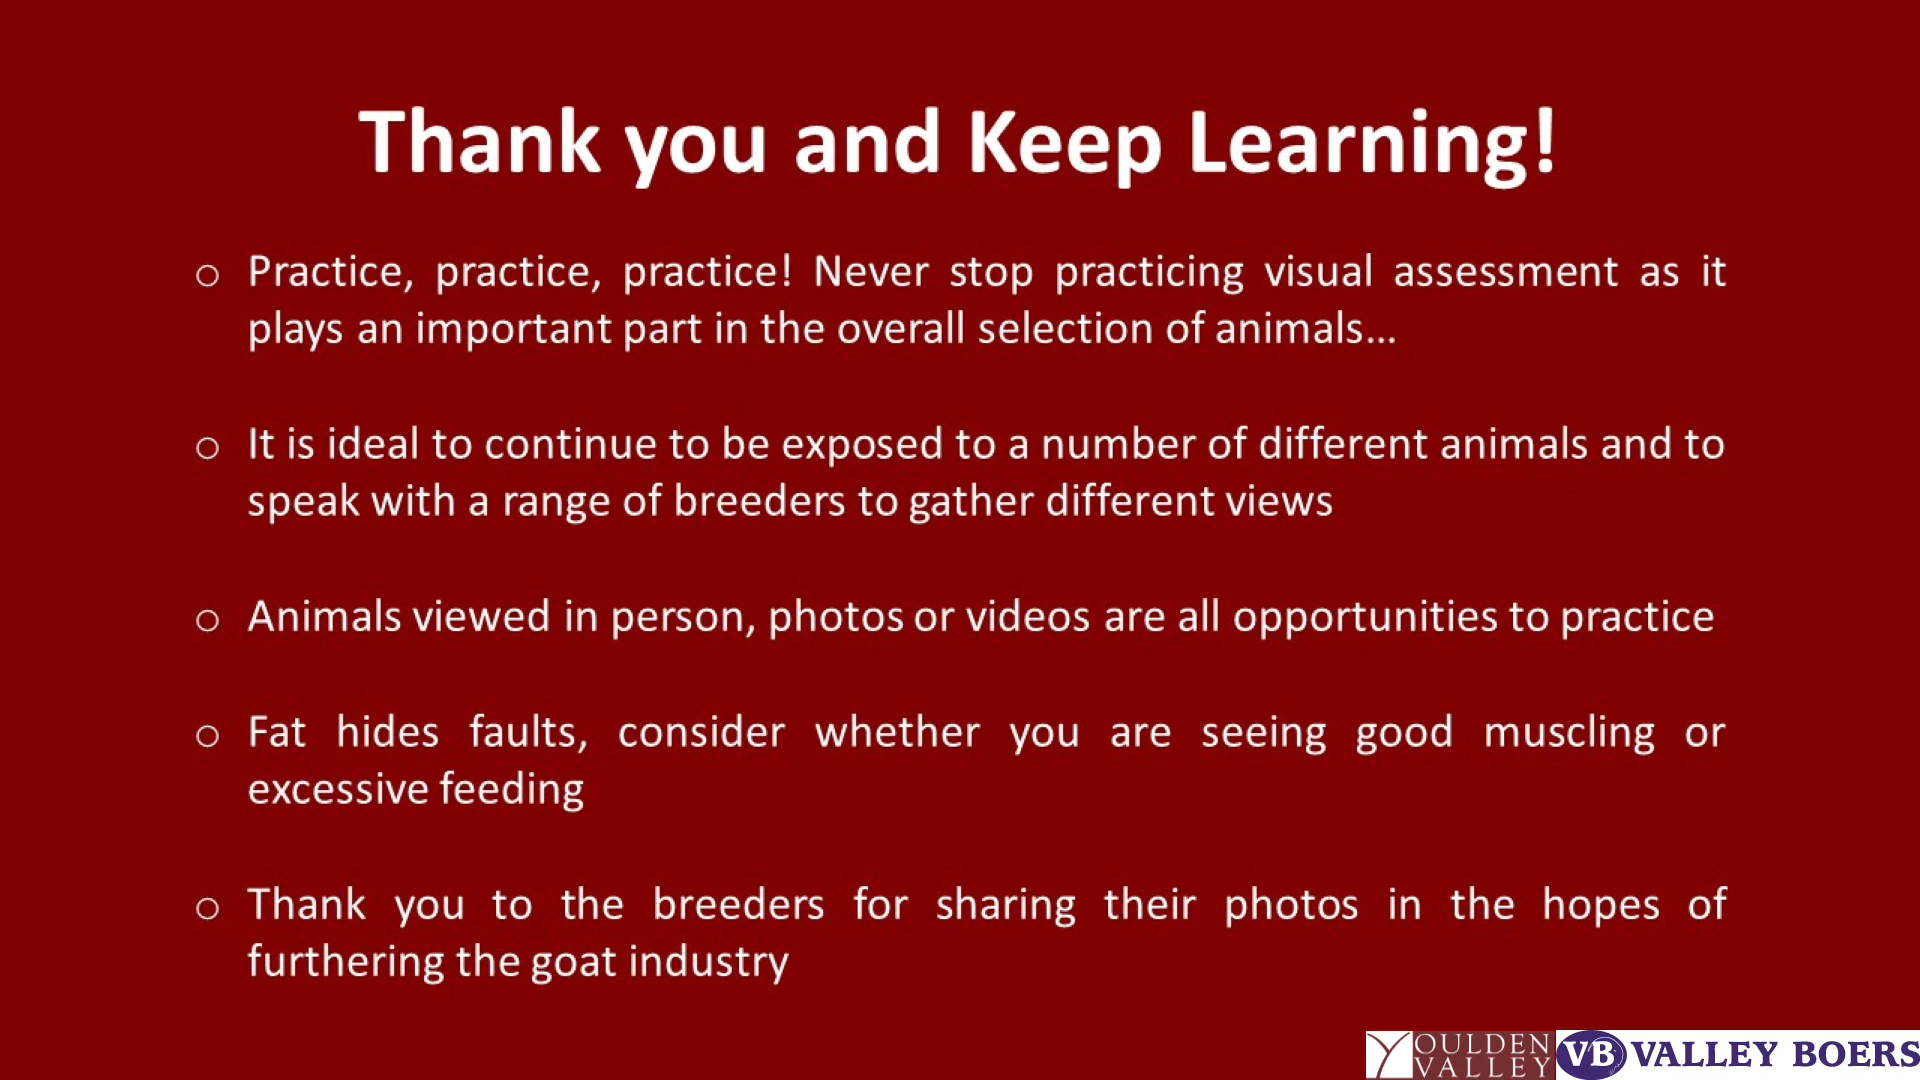 Thank you and Keep Learning!
o Practice, practice, practice! Never stop practicing visual assessment as it
plays an important part in the overall selection of animals...
o It is ideal to continue to be exposed to a number of different animals and to
speak with a range of breeders to gather different views
o Animals viewed in person, photos or videos are all opportunities to practice
o Fat hides faults, consider whether you are seeing good muscling or
excessive feeding
o Thank you to the breeders for sharing their photos in the hopes of
furthering the goat industry
YOULDEN
VALLEY
VB VALLEY BOERS